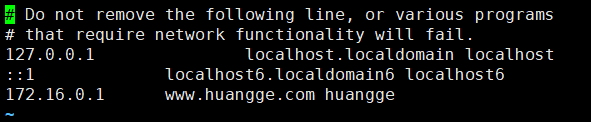 # Do not remove the following line, or various programs
# that require network functionality will fail.
127.0.0.1 localhost.localdomain localhost
::1 localhost6.localdomain6 localhost6
172.16.0.1 www.huangge.com huangge
~